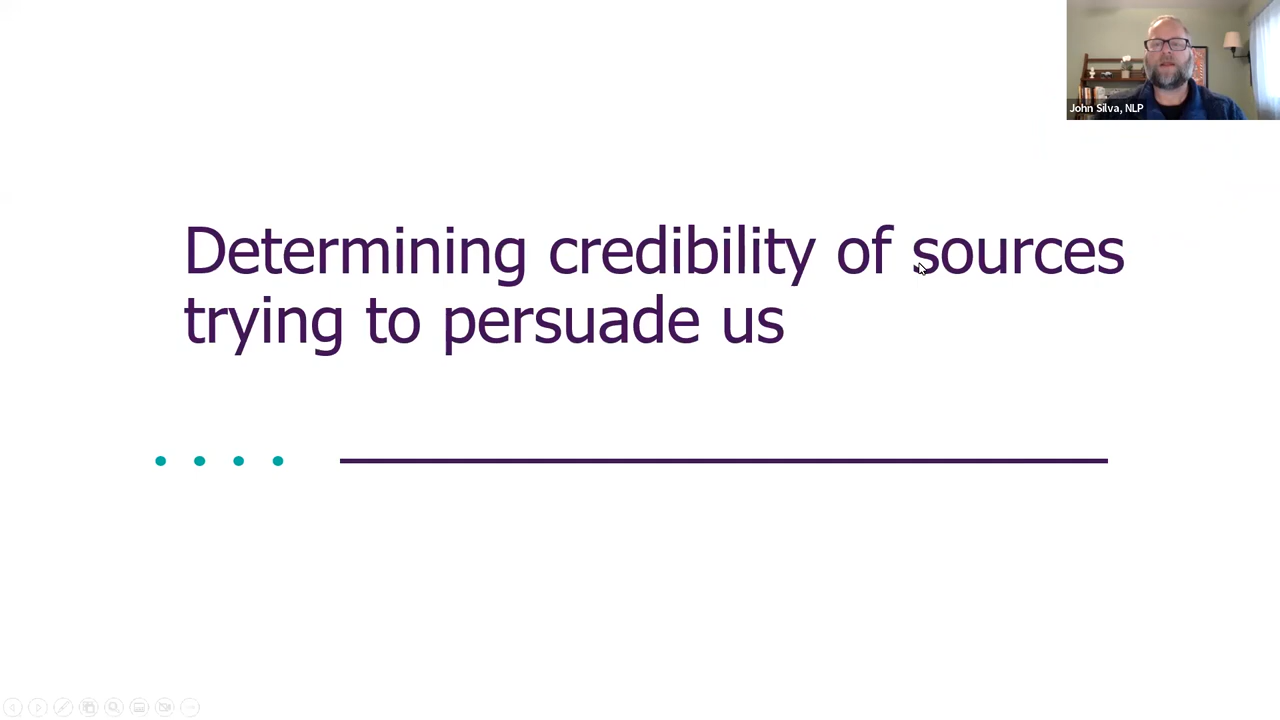 John Silva, NLP
Determining credibility of sources
trying to persuade us